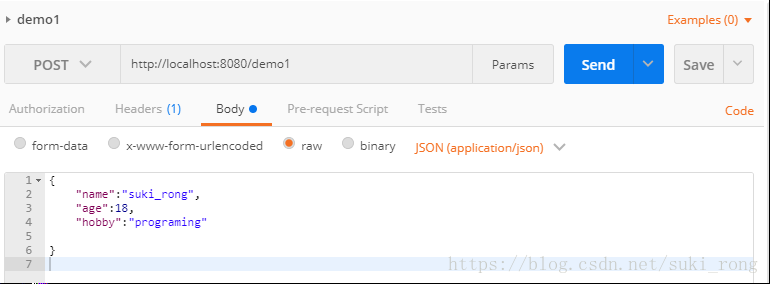 demo1 Examples (0)
POST http://localhost:8080/demo1 Params Send Save
Authorization Headers (1) Body Pre-request Script Tests Code
form-data x-www-form-urlencoded raw binary JSON (application/json)
1 {
2 "name":"suki_rong",
3 "age":18,
4 "hobby":"programing"
5
6 }
7
https://blog.csdn.net/suki_rong